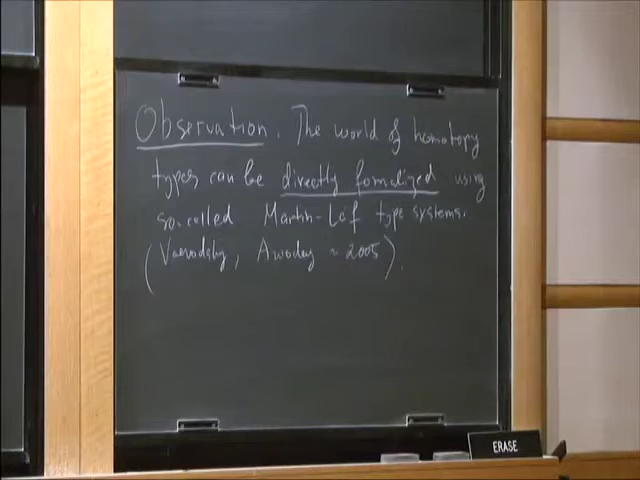 Observation. The world of homotopy
types can be directly formalized using
so-called Martin-Löf type systems.
(Voevodsky, Awodey ~ 2005).
ERASE